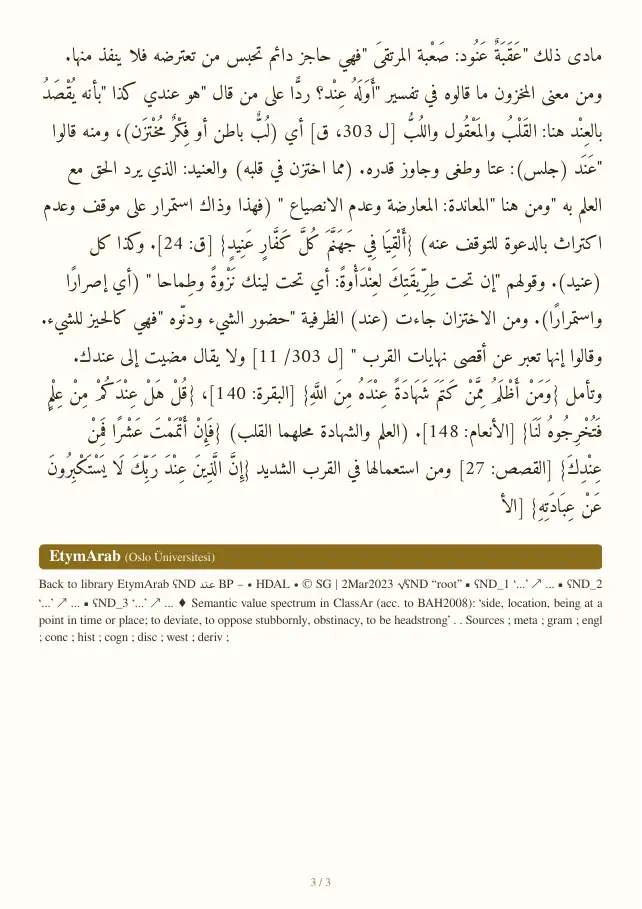 مادى ذلك "عَقَبَةٌ عَنُود: صَعْبة المرتقىَ "فهي حاجز دائم تحبس من تعترضه فلا ينفذ منها.
ومن معنى المخزون ما قالوه في تفسير "أَوَلَهُ عِنْد؟ ردًّا على من قال "هو عندي كذا "بأنه يُقْصَدُ
بالعِنْد هنا: القَلْبُ والمَعْقُول واللُبُّ [ل 303، ق] أي (لُبٌّ باطن أو فِكْرٌ مُخْتَزَن)، ومنه قالوا
"عَنَد (جلس): عتا وطغى وجاوز قدره. (مما اختزن في قلبه) والعنيد: الذي يرد الحق مع
العلم به "ومن هنا "المعاندة: المعارضة وعدم الانصياع " (فهذا وذاك استمرار على موقف وعدم
اكتراث بالدعوة للتوقف عنه) {أَلْقِيَا فِي جَهَنَّمَ كُلَّ كَفَّارٍ عَنِيدٍ} [ق: 24]. وكذا كل
(عنيد). وقولهم "إن تحت طِرِّيقَتِكَ لعِنْدَأْوةً: أي تحت لينك نَزْوةً وطِماحا " (أي إصرارًا
واستمرارًا). ومن الاختزان جاءت (عند) الظرفية "حضور الشيء ودنّوه "فهي كالحيز للشيء.
وقالوا إنها تعبر عن أقصى نهايات القرب " [ل 303/ 11] ولا يقال مضيت إلى عندك.
وتأمل {وَمَنْ أَظْلَمُ مِمَّنْ كَتَمَ شَهَادَةً عِنْدَهُ مِنَ اللَّهِ} [البقرة: 140]، {قُلْ هَلْ عِنْدَكُمْ مِنْ عِلْمٍ
فَتُخْرِجُوهُ لَنَا} [الأنعام: 148]. (العلم والشهادة محلهما القلب) {فَإِنْ أَتْمَمْتَ عَشْرًا فَمِنْ
عِنْدِكَ} [القصص: 27] ومن استعمالها في القرب الشديد {إِنَّ الَّذِينَ عِنْدَ رَبِّكَ لَا يَسْتَكْبِرُونَ
عَنْ عِبَادَتِهِ} [الأ
EtymArab (Oslo Üniversitesi)
Back to library EtymArab ʕND عند BP – • HDAL • © SG | 2Mar2023 √ʕND “root” ▪ ʕND_1 ‘...’ ↗ ... ▪ ʕND_2
‘...’ ↗ ... ▪ ʕND_3 ‘...’ ↗ ... ♦ Semantic value spectrum in ClassAr (acc. to BAH2008): ‘side, location, being at a
point in time or place; to deviate, to oppose stubbornly, obstinacy, to be headstrong’ . . Sources ; meta ; gram ; engl
; conc ; hist ; cogn ; disc ; west ; deriv ;
3 / 3